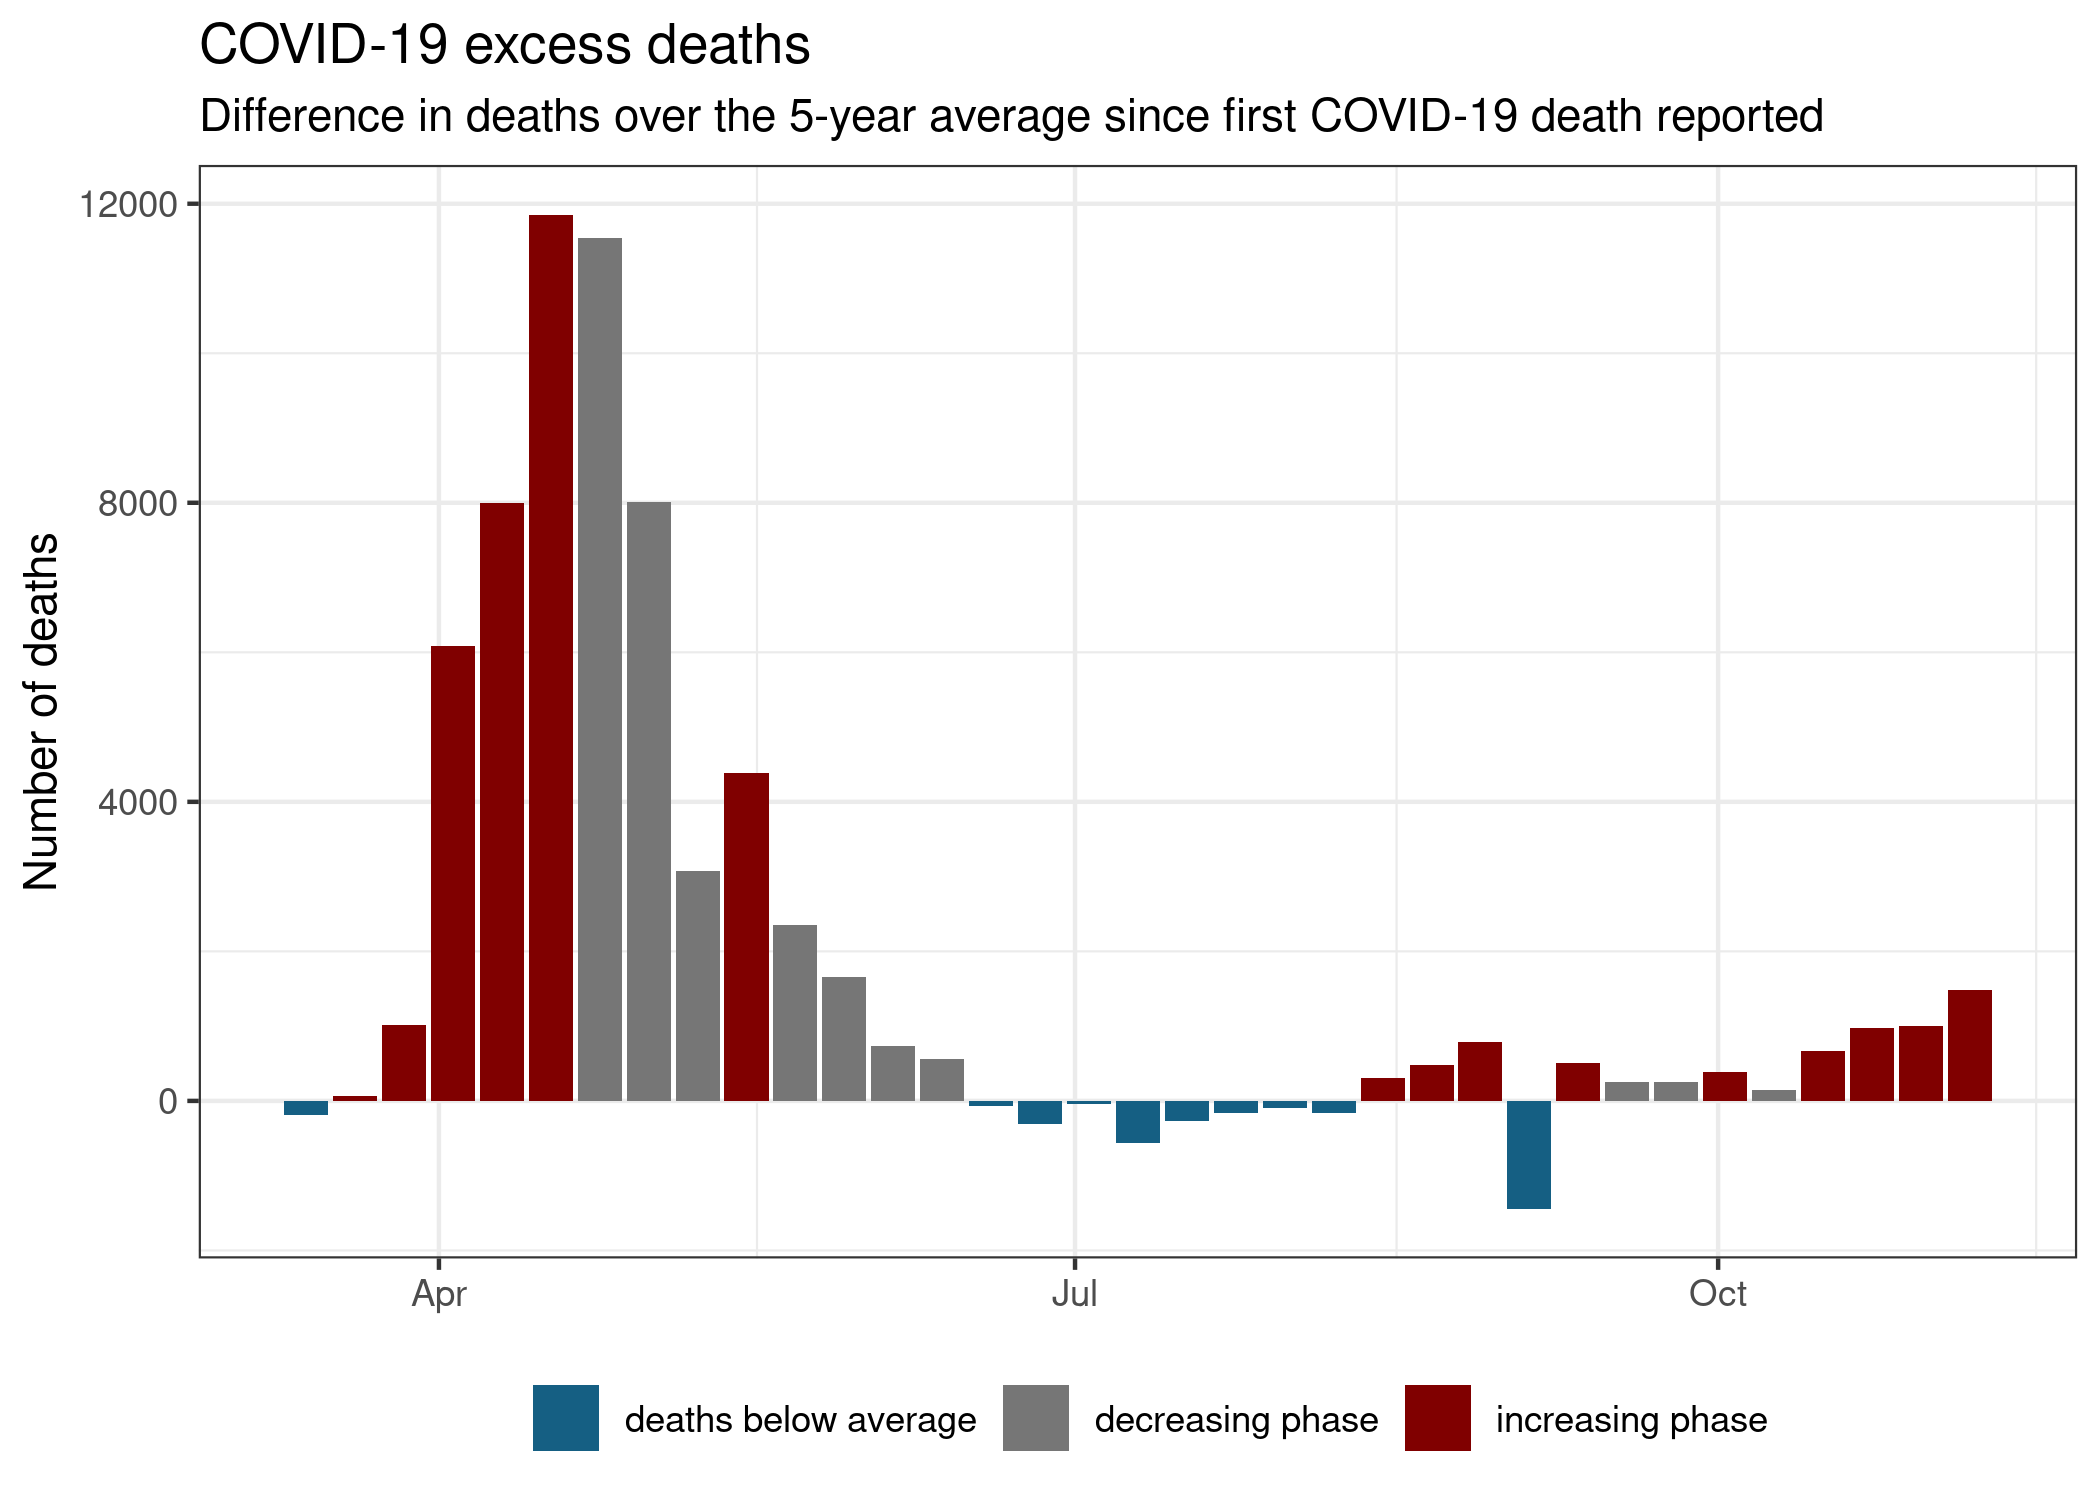 COVID-19 excess deaths
Difference in deaths over the 5-year average since first COVID-19 death reported
Number of deaths
12000
8000
4000
0
Apr
Jul
Oct
deaths below average
decreasing phase
increasing phase